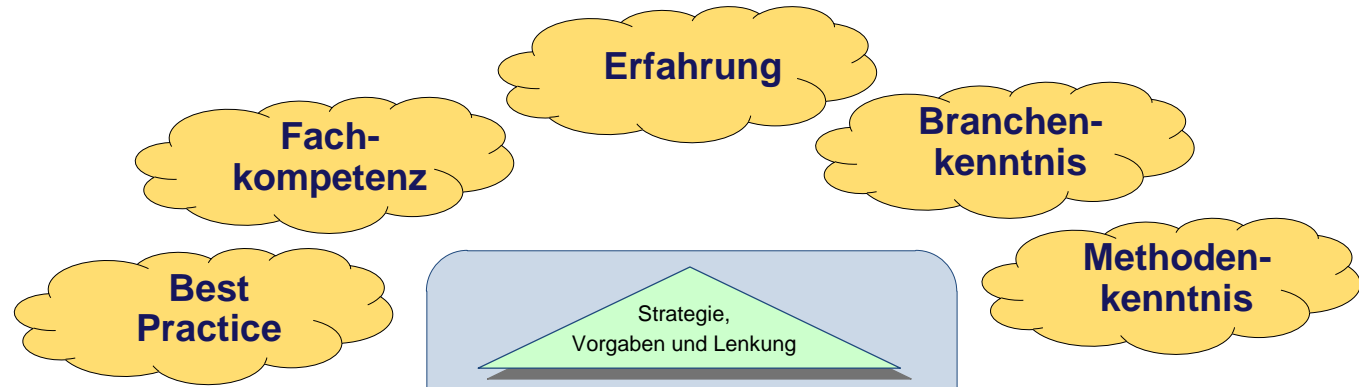 Erfahrung
Fach-
kompetenz
Branchen-
kenntnis
Best
Practice
Methoden-
kenntnis
Strategie,
Vorgaben und Lenkung